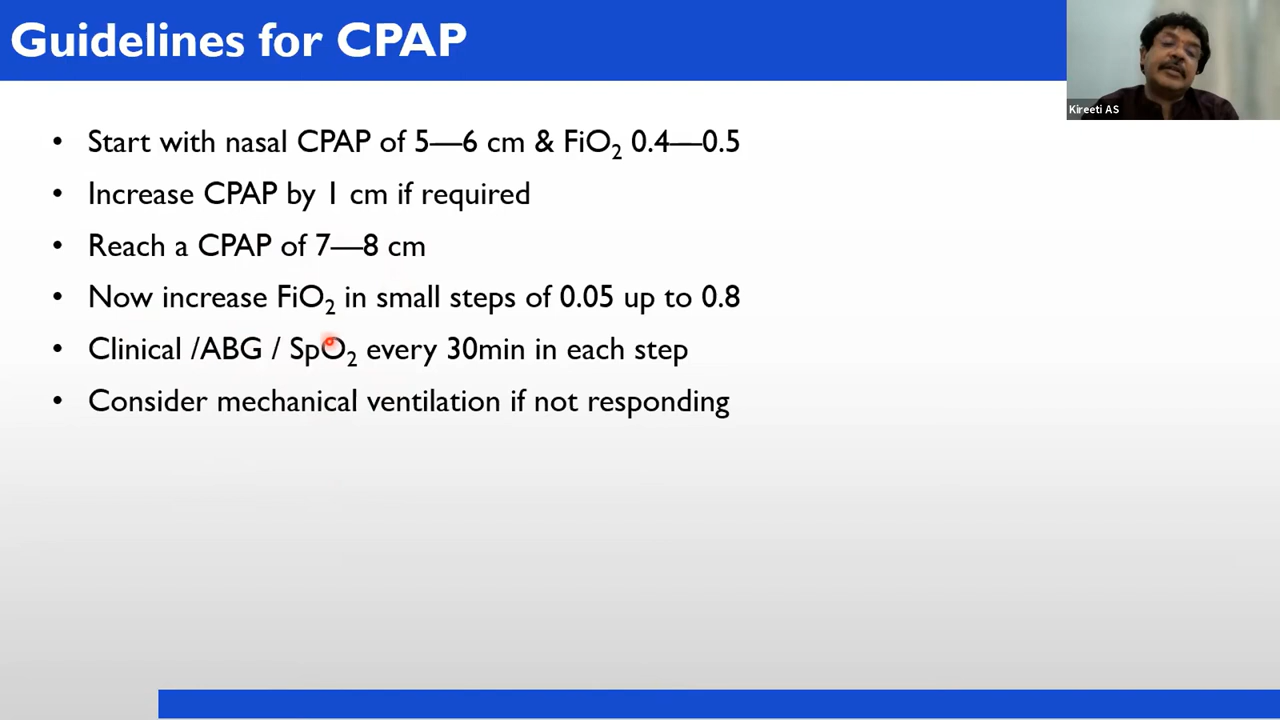 Guidelines for CPAP
Kireeti AS
• Start with nasal CPAP of 5—6 cm & FiO₂ 0.4—0.5
• Increase CPAP by 1 cm if required
• Reach a CPAP of 7—8 cm
• Now increase FiO₂ in small steps of 0.05 up to 0.8
• Clinical /ABG / SpO₂ every 30min in each step
• Consider mechanical ventilation if not responding